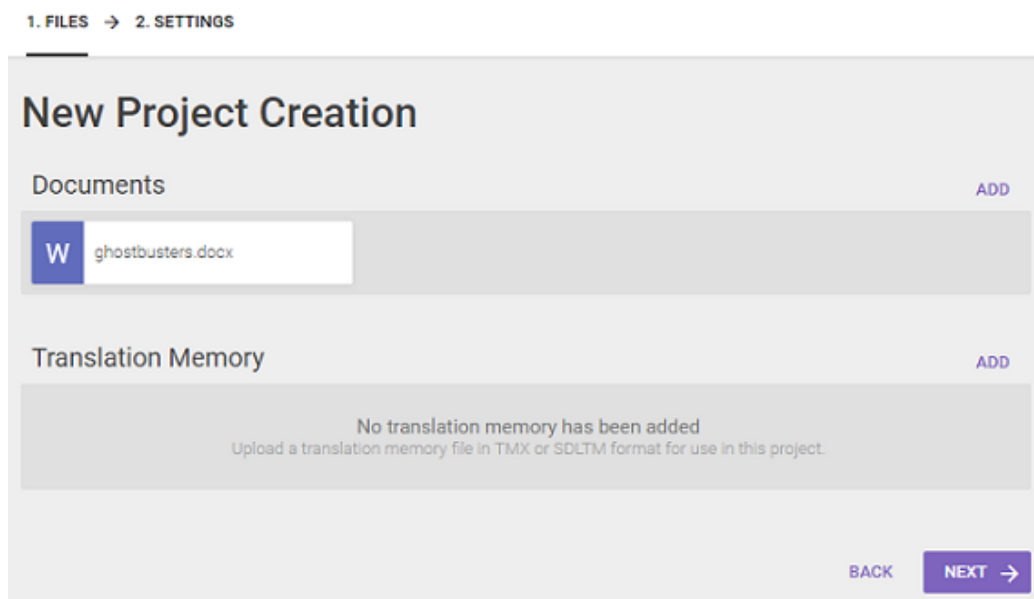 1. FILES → 2. SETTINGS
New Project Creation
Documents
ADD
W ghostbusters.docx
Translation Memory
ADD
No translation memory has been added
Upload a translation memory file in TMX or SDLTM format for use in this project.
BACK NEXT →